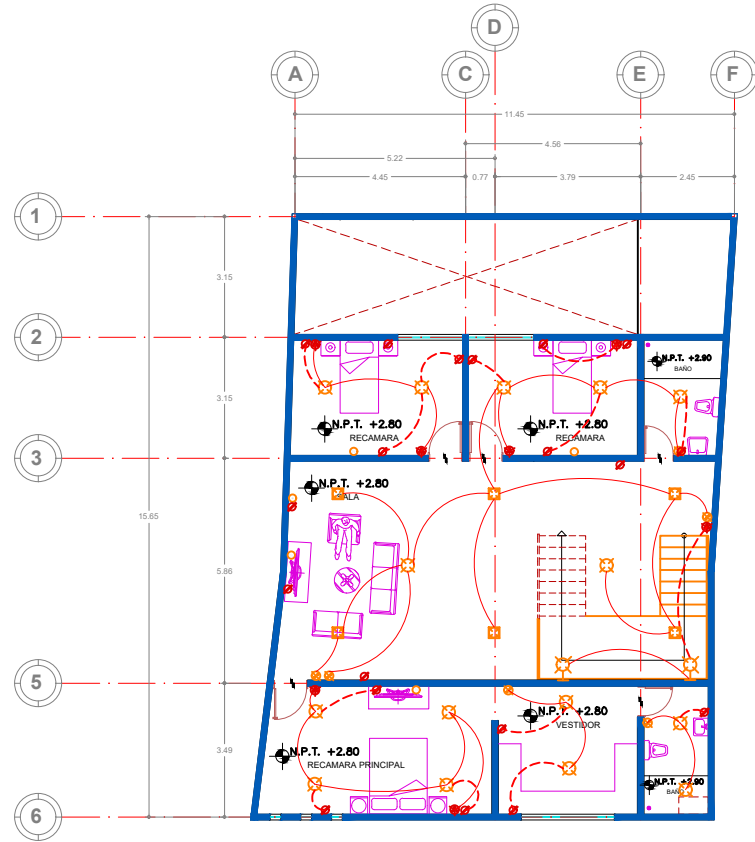 D
A
C
E
F
11.45
4.56
5.22
4.45
0.77
3.79
2.45
1
3.15
2
N.P.T. +2.90
BAÑO
3.15
N.P.T. +2.80
RECAMARA
N.P.T. +2.80
RECAMARA
3
N.P.T. +2.80
SALA
15.65
5.86
5
N.P.T. +2.80
VESTIDOR
3.49
N.P.T. +2.80
RECAMARA PRINCIPAL
N.P.T. +2.90
BAÑO
6